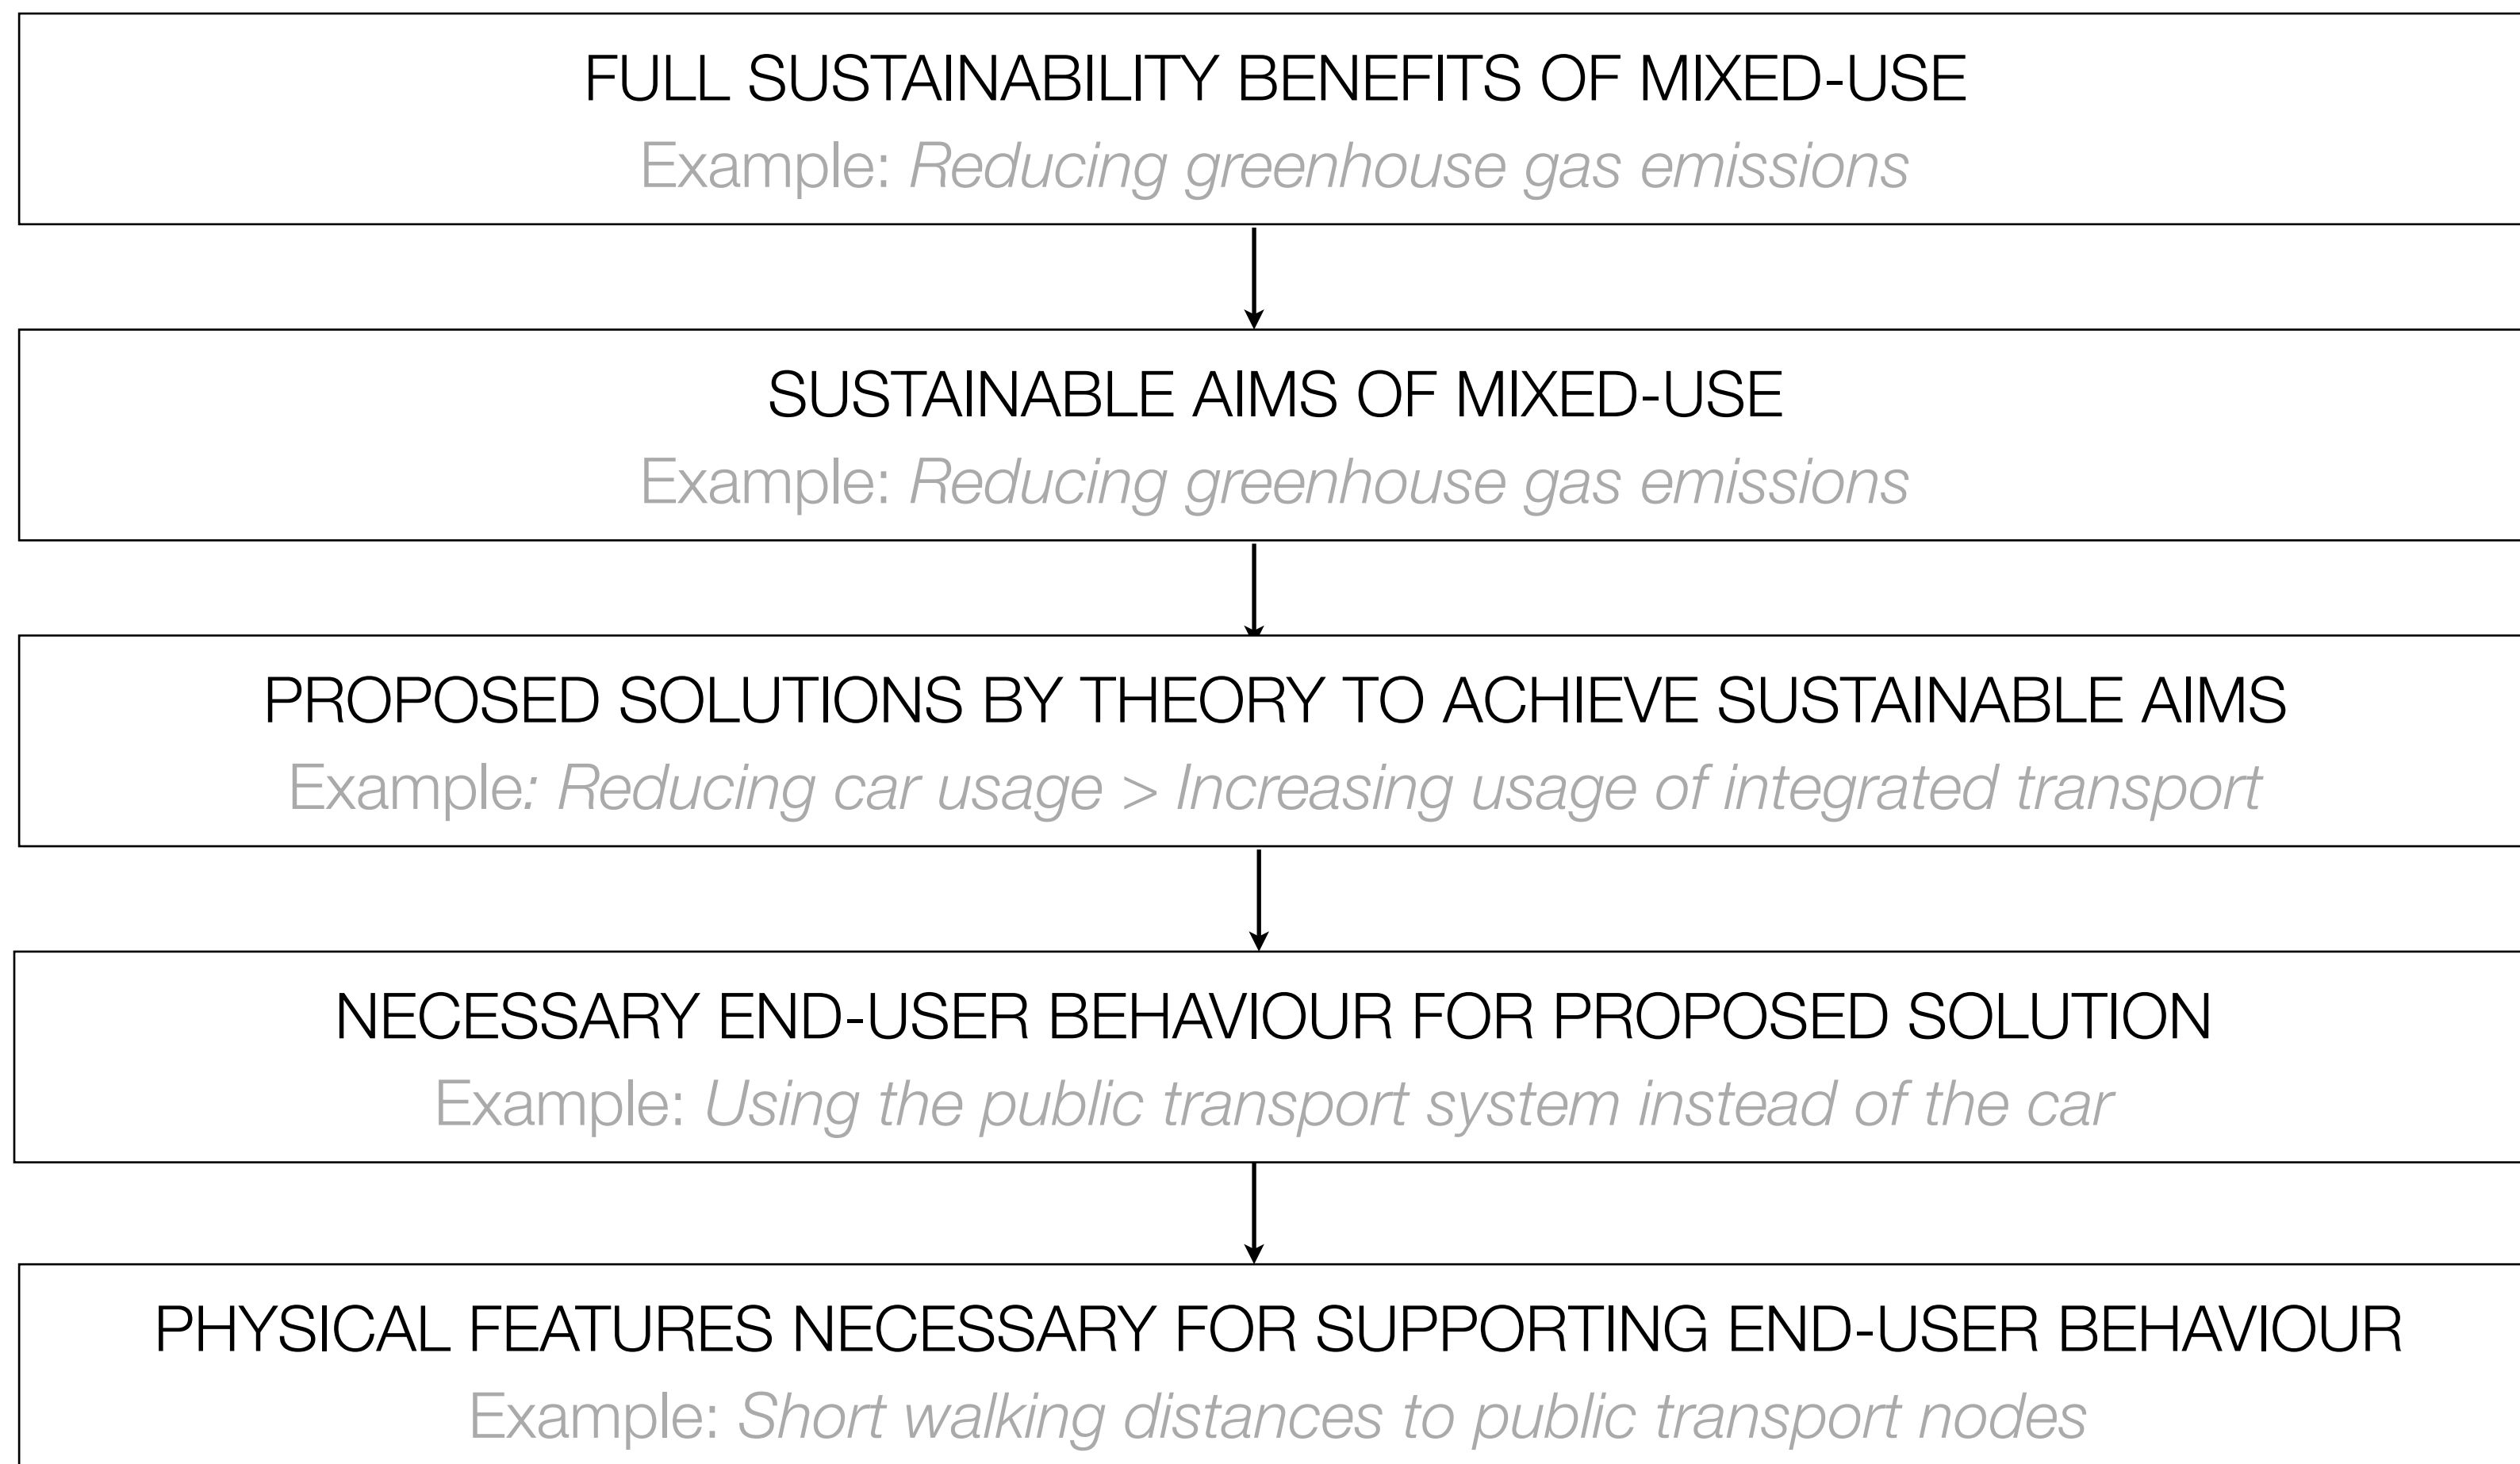 FULL SUSTAINABILITY BENEFITS OF MIXED-USE
Example: Reducing greenhouse gas emissions
SUSTAINABLE AIMS OF MIXED-USE
Example: Reducing greenhouse gas emissions
PROPOSED SOLUTIONS BY THEORY TO ACHIEVE SUSTAINABLE AIMS
Example: Reducing car usage > Increasing usage of integrated transport
NECESSARY END-USER BEHAVIOUR FOR PROPOSED SOLUTION
Example: Using the public transport system instead of the car
PHYSICAL FEATURES NECESSARY FOR SUPPORTING END-USER BEHAVIOUR
Example: Short walking distances to public transport nodes